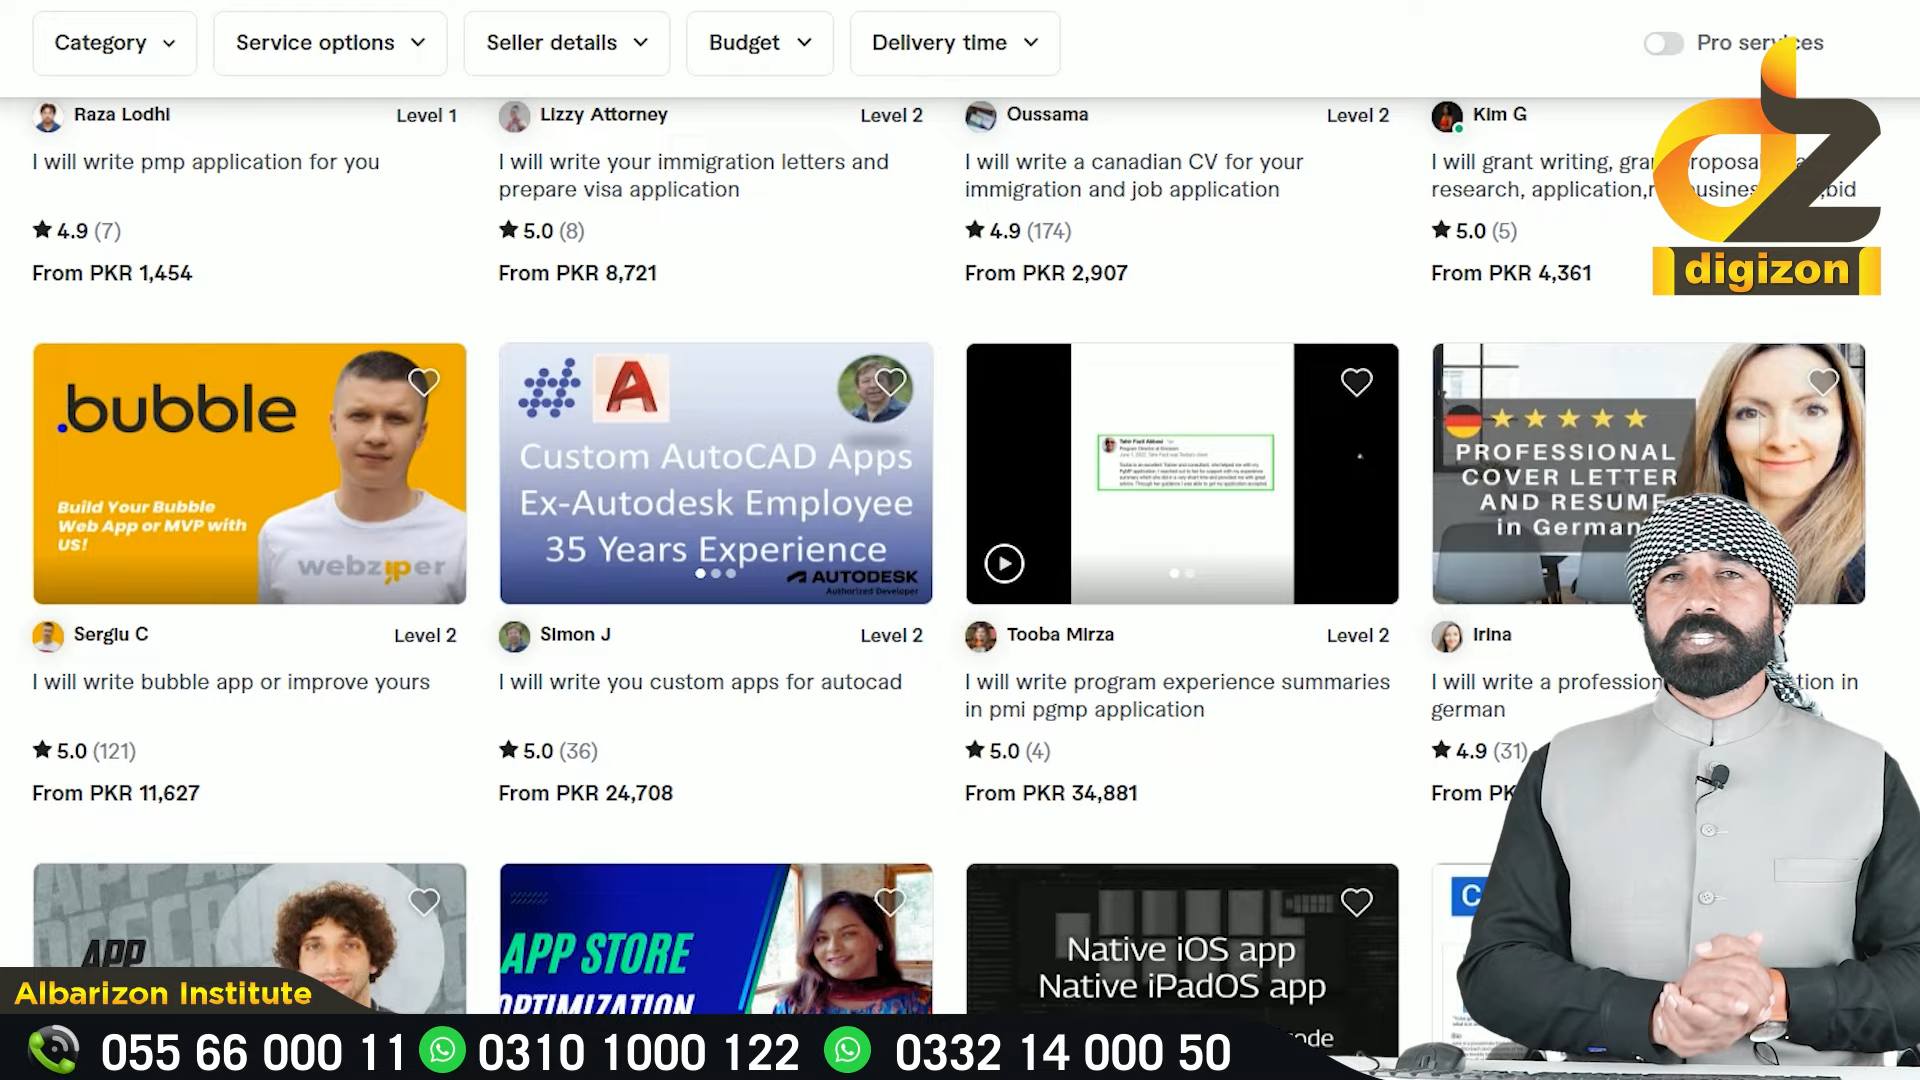 Category
Service options
Seller details
Budget
Delivery time
Pro services
Raza Lodhi
Level 1
I will write pmp application for you
4.9 (7)
From PKR 1,454
Lizzy Attorney
Level 2
I will write your immigration letters and
prepare visa application
5.0 (8)
From PKR 8,721
Oussama
Level 2
I will write a canadian CV for your
immigration and job application
4.9 (174)
From PKR 2,907
Kim G
I will grant writing,
research, application,
bid
5.0 (5)
From PKR 4,361
dz
digizon
.bubble
Build Your Bubble
Web App or MVP with
US!
webziper
Sergiu C
Level 2
I will write bubble app or improve yours
5.0 (121)
From PKR 11,627
A
Custom AutoCAD Apps
Ex-Autodesk Employee
35 Years Experience
AUTODESK
Authorized Developer
Simon J
Level 2
I will write you custom apps for autocad
5.0 (36)
From PKR 24,708
Tooba Mirza
Level 2
I will write program experience summaries
in pmi pgmp application
5.0 (4)
From PKR 34,881
PROFESSIONAL
COVER LETTER
AND RESUME
in German
Irina
I will write a in
german
4.9 (31)
From
APP
APP STORE
OPTIMIZATION
Native iOS app
Native iPadOS app
Albarizon Institute
055 66 000 11
0310 1000 122
0332 14 000 50